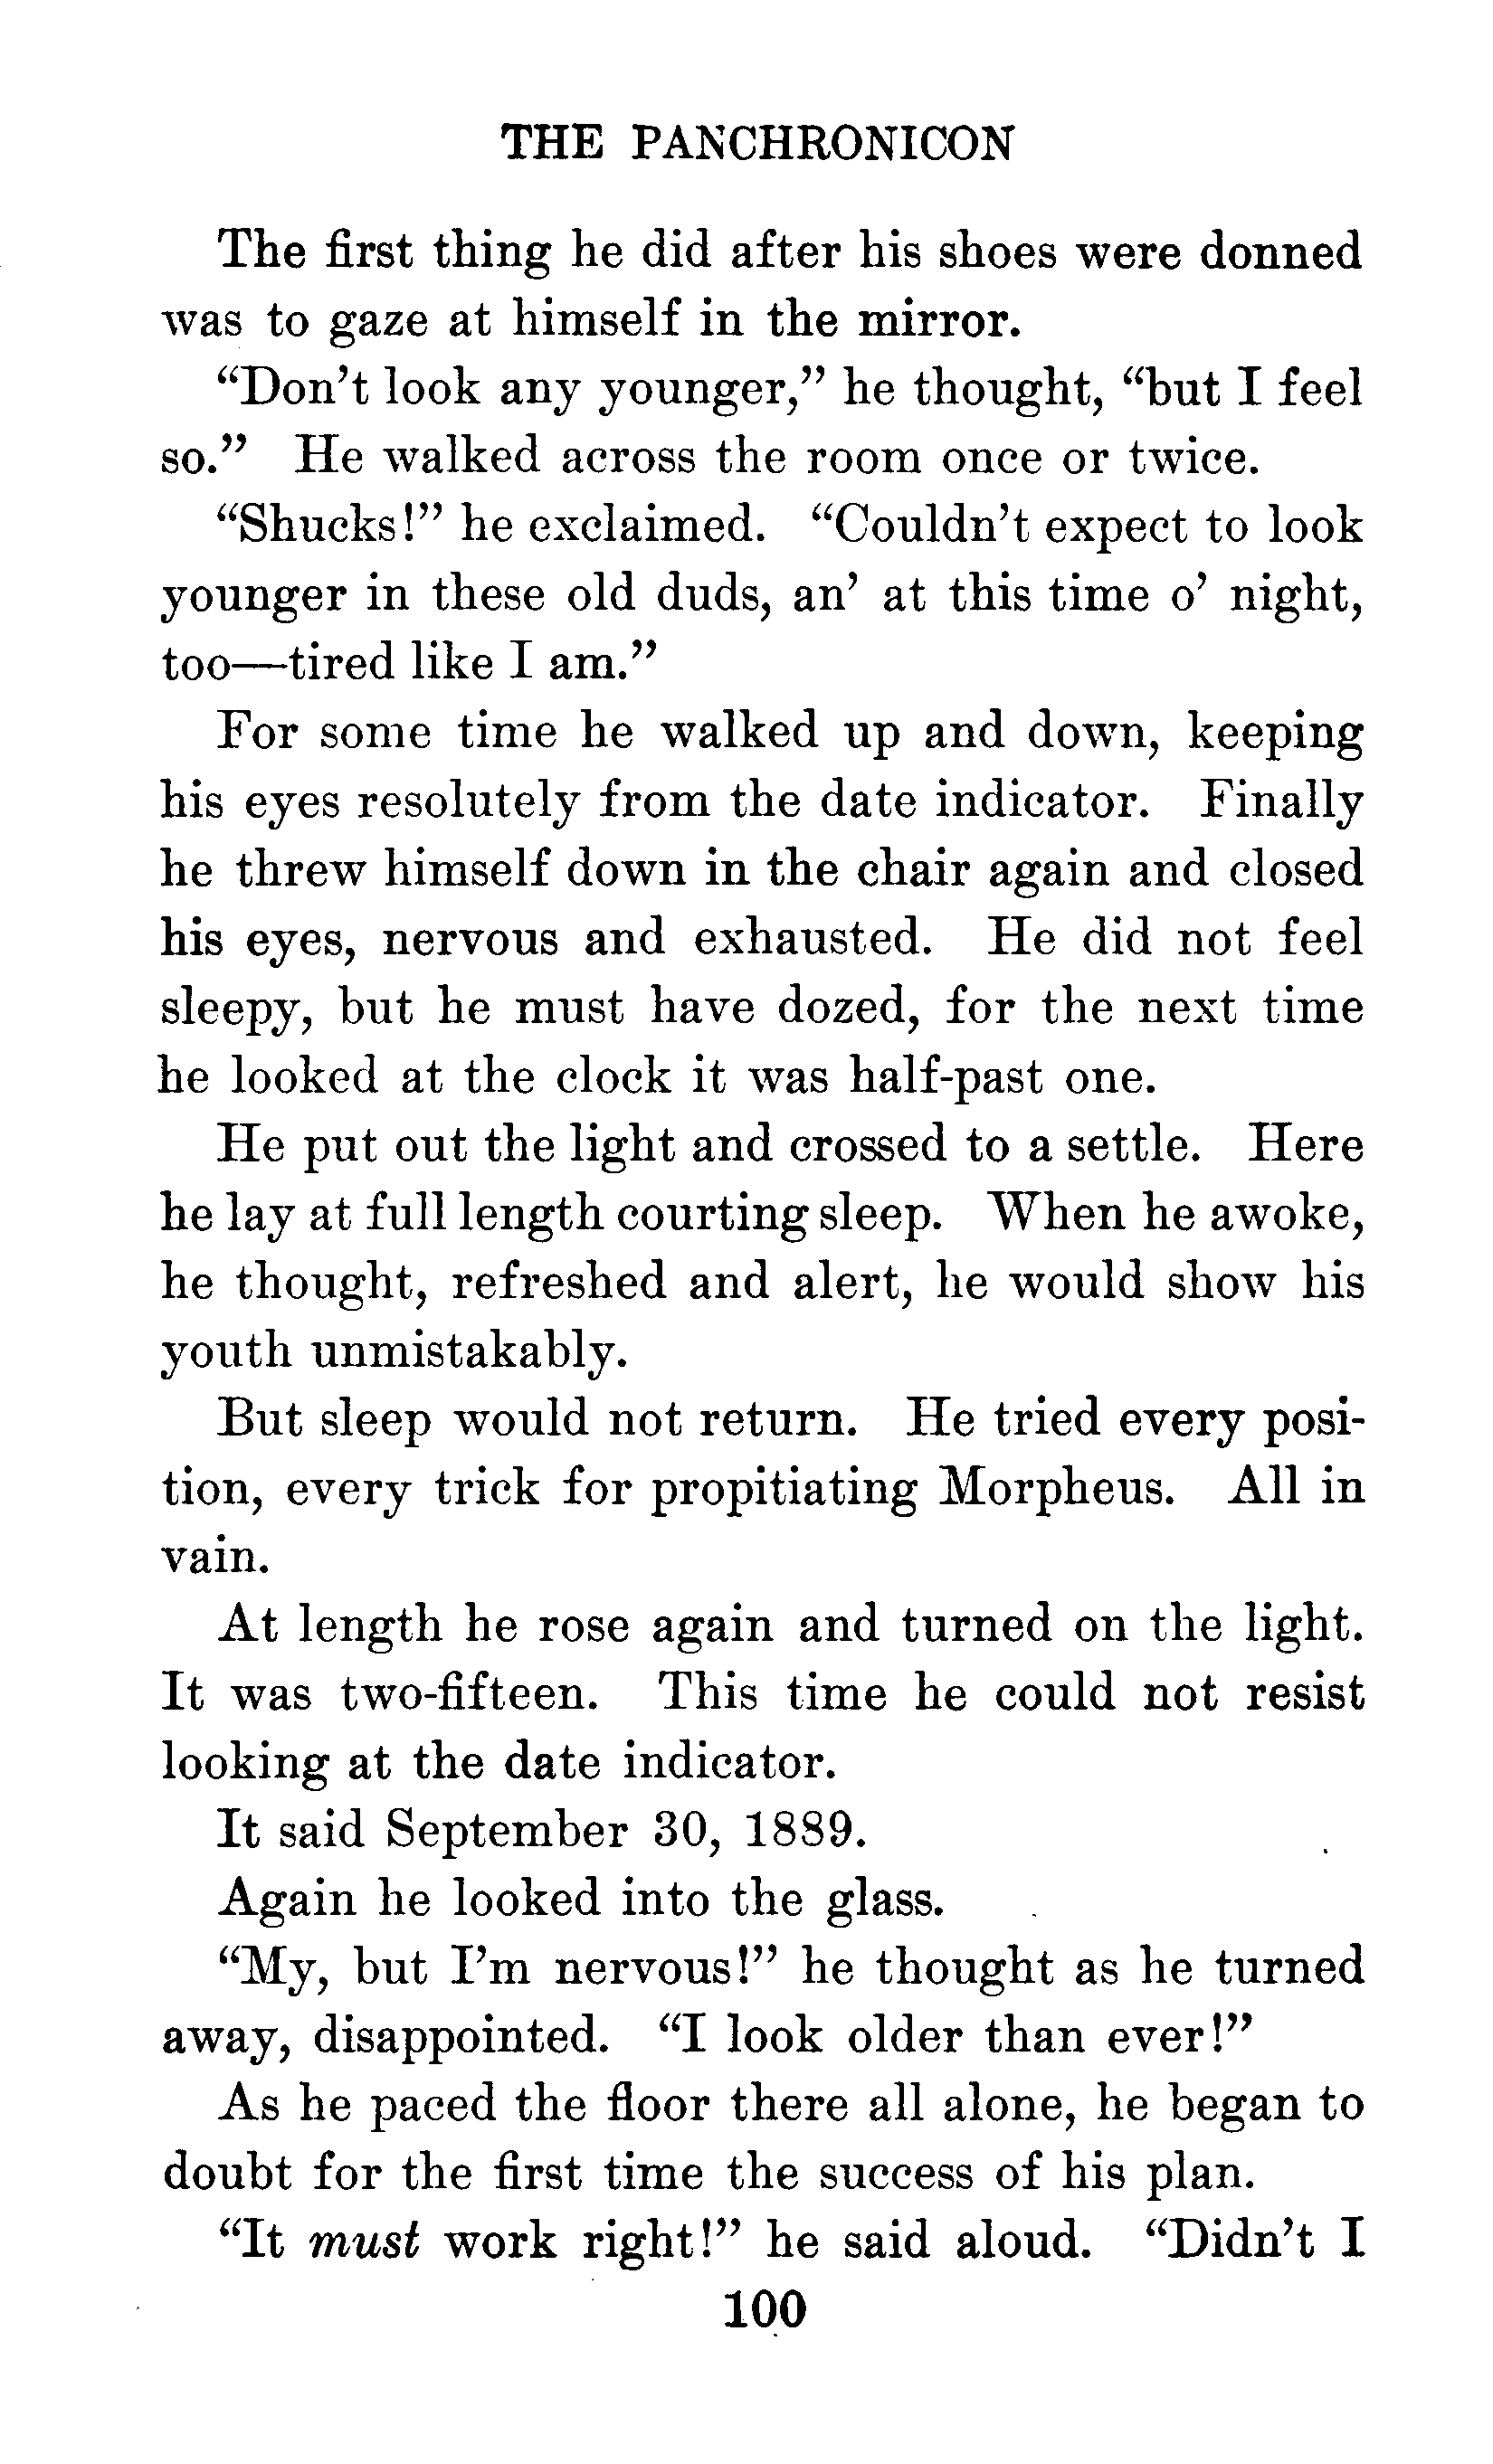 THE PANCHRONICON
The first thing he did after his shoes were donned
was to gaze at himself in the mirror.
“Don’t look any younger,” he thought, “but I feel
so.” He walked across the room once or twice.
“Shucks!” he exclaimed. “Couldn’t expect to look
younger in these old duds, an’ at this time o’ night,
too—tired like I am.”
For some time he walked up and down, keeping
his eyes resolutely from the date indicator. Finally
he threw himself down in the chair again and closed
his eyes, nervous and exhausted. He did not feel
sleepy, but he must have dozed, for the next time
he looked at the clock it was half-past one.
He put out the light and crossed to a settle. Here
he lay at full length courting sleep. When he awoke,
he thought, refreshed and alert, he would show his
youth unmistakably.
But sleep would not return. He tried every posi-
tion, every trick for propitiating Morpheus. All in
vain.
At length he rose again and turned on the light.
It was two-fifteen. This time he could not resist
looking at the date indicator.
It said September 30, 1889.
Again he looked into the glass.
“My, but I’m nervous!” he thought as he turned
away, disappointed. “I look older than ever!”
As he paced the floor there all alone, he began to
doubt for the first time the success of his plan.
“It must work right!” he said aloud. “Didn’t I
100